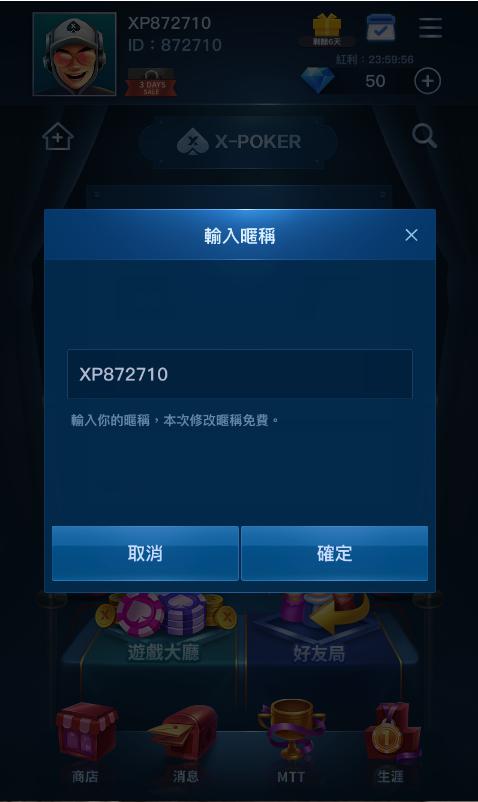 XP872710
ID：872710
剩餘6天
3 DAYS
SALE
紅利：23:59:56
50
X-POKER
輸入暱稱
XP872710
輸入你的暱稱，本次修改暱稱免費。
取消
確定
遊戲大廳
好友局
商店
消息
MTT
生涯